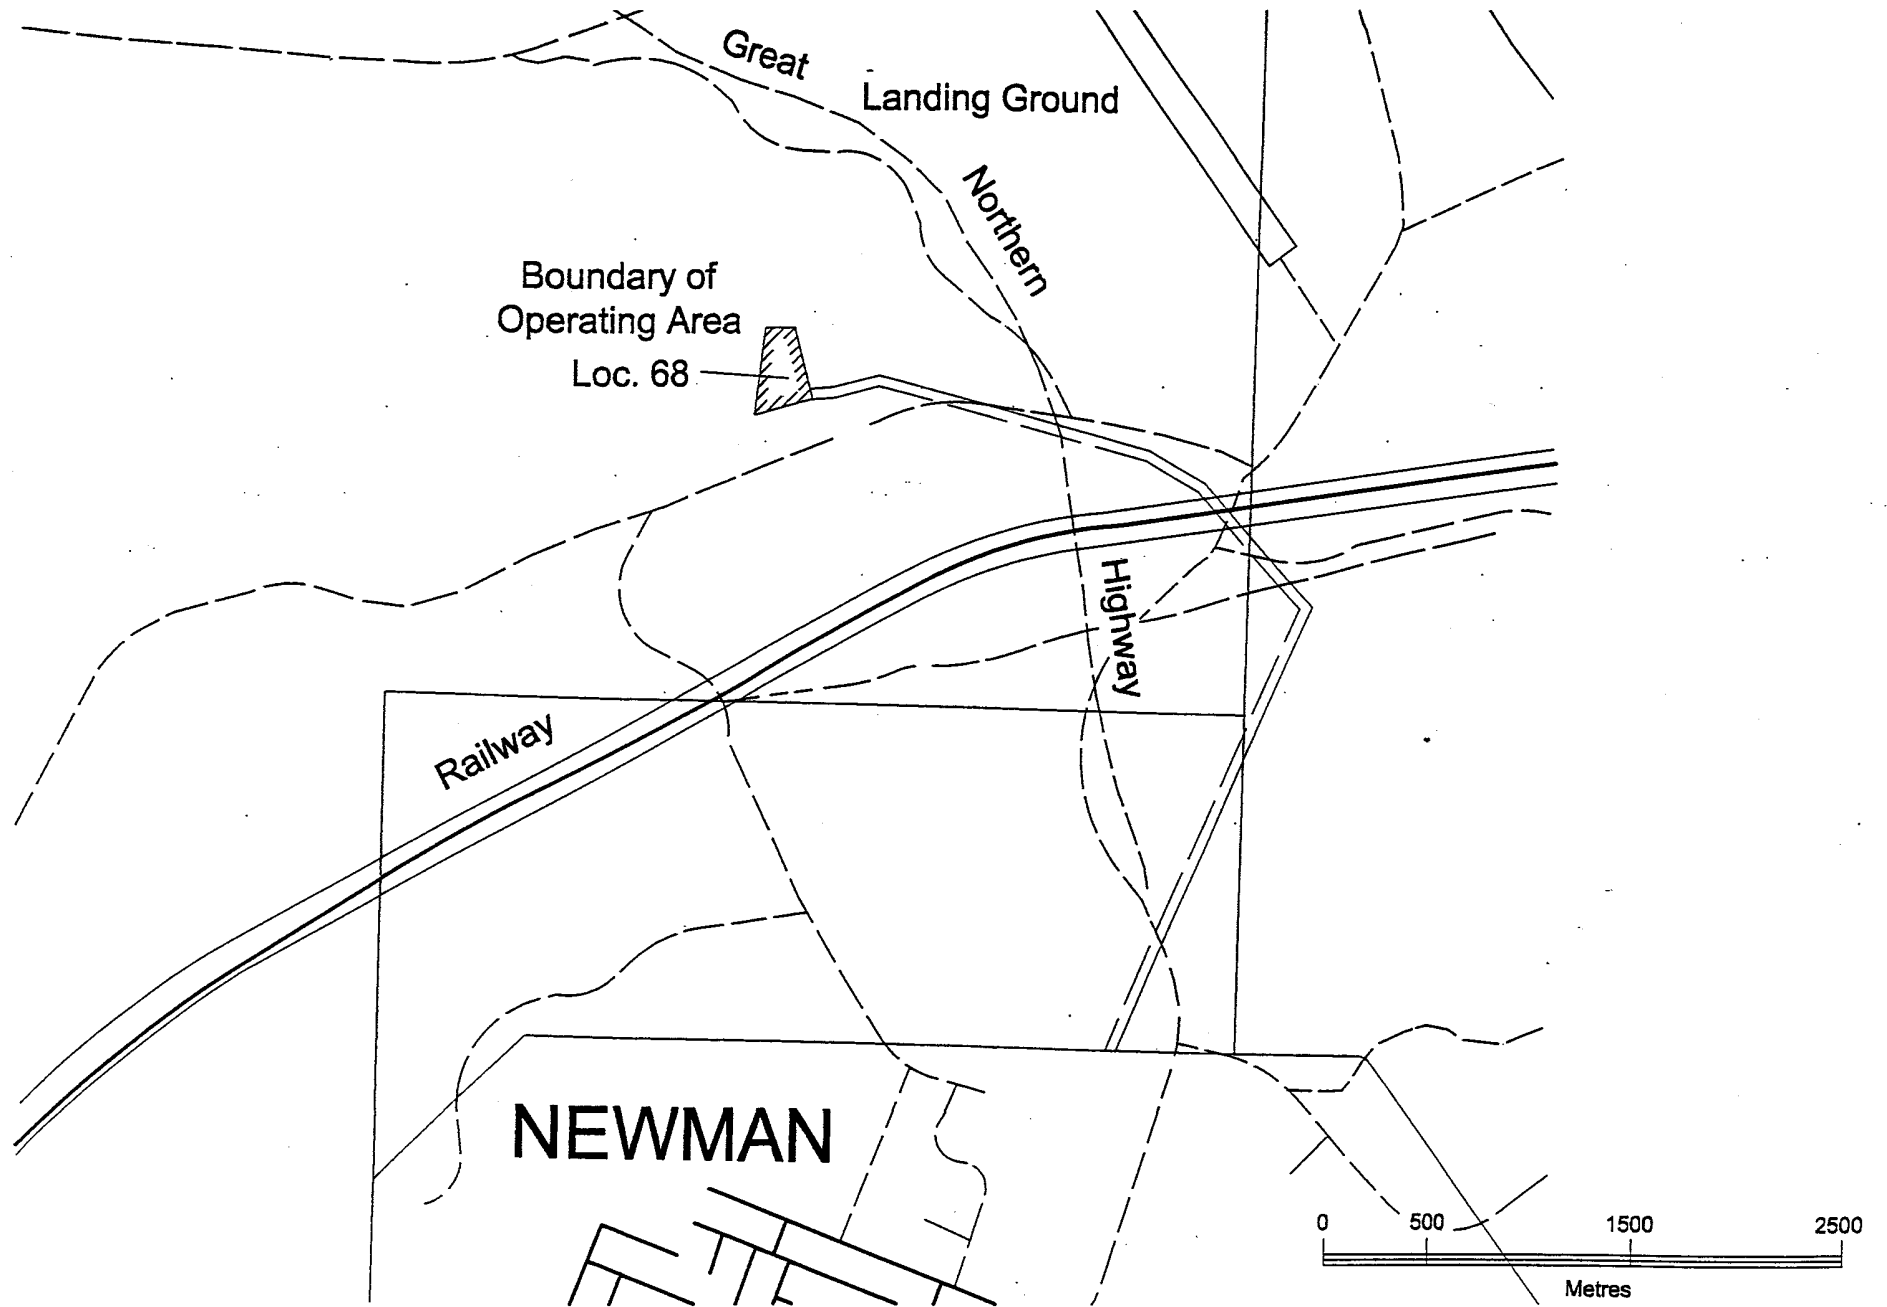 Great
Landing Ground
Northern
Boundary of
Operating Area
Loc. 68
Highway
Railway
NEWMAN
0 500 1500 2500
Metres